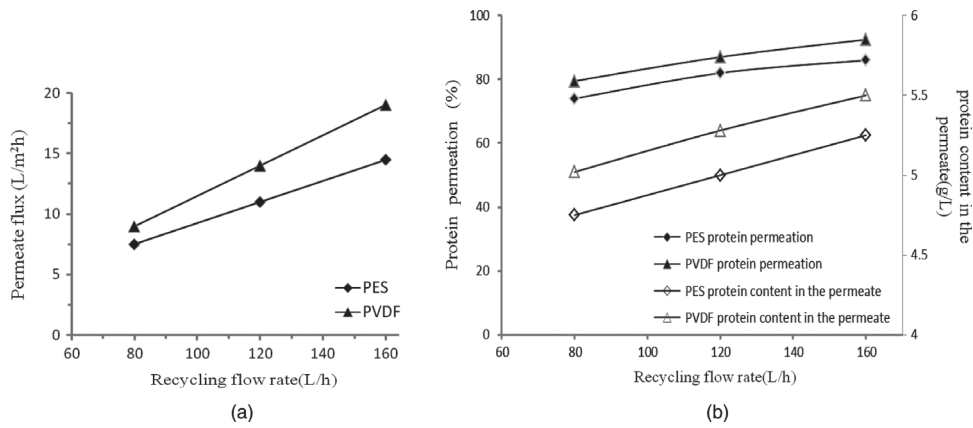 Permeate flux (L/m²h)
20
15
10
5
0
60
80
100
120
140
160
Recycling flow rate(L/h)
PES
PVDF
(a)
Protein permeation (%)
100
80
60
40
20
0
60
80
100
120
140
160
Recycling flow rate(L/h)
6
5.5
5
4.5
4
protein content in the
permeate(g/L)
PES protein permeation
PVDF protein permeation
PES protein content in the permeate
PVDF protein content in the permeate
(b)